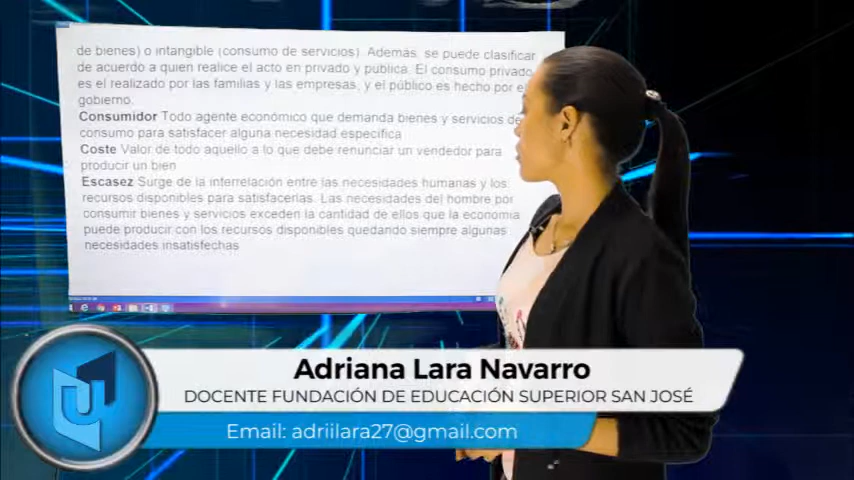 de bienes) o intangible (consumo de servicios). Además, se puede clasificar
de acuerdo a quien realice el acto en privado y publica. El consumo privado
es el realizado por las familias y las empresas, y el público es hecho por el
gobierno.
Consumidor Todo agente económico que demanda bienes y servicios de
consumo para satisfacer alguna necesidad especifica
Coste Valor de todo aquello a lo que debe renunciar un vendedor para
producir un bien
Escasez Surge de la interrelación entre las necesidades humanas y los
recursos disponibles para satisfacerlas. Las necesidades del hombre por
consumir bienes y servicios exceden la cantidad de ellos que la economia
puede producir con los recursos disponibles quedando siempre algunas
necesidades insatisfechas
Adriana Lara Navarro
DOCENTE FUNDACIÓN DE EDUCACIÓN SUPERIOR SAN JOSÉ
Email: adriilara27@gmail.com